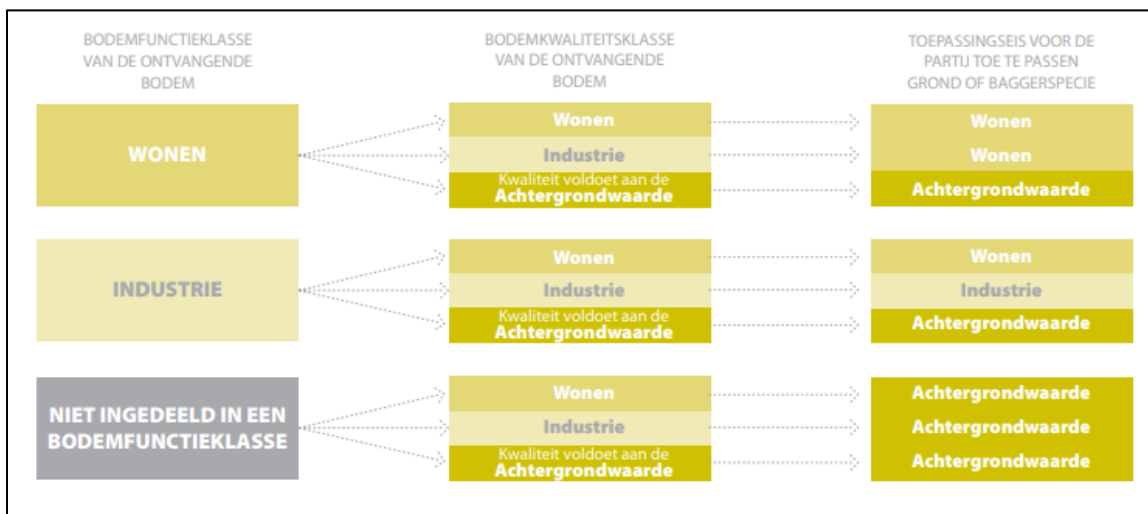 BODEMFUNCTIEKLASSE
VAN DE ONTVANGENDE
BODEM
BODEMKWALITEITSKLASSE
VAN DE ONTVANGENDE
BODEM
TOEPASSINGSEIS VOOR DE
PARTIJ TOE TE PASSEN
GROND OF BAGGERSPECIE
WONEN
Wonen
Industrie
Kwaliteit voldoet aan de
Achtergrondwaarde
Wonen
Wonen
Achtergrondwaarde
INDUSTRIE
Wonen
Industrie
Kwaliteit voldoet aan de
Achtergrondwaarde
Wonen
Industrie
Achtergrondwaarde
NIET INGEDEELD IN EEN
BODEMFUNCTIEKLASSE
Wonen
Industrie
Kwaliteit voldoet aan de
Achtergrondwaarde
Achtergrondwaarde
Achtergrondwaarde
Achtergrondwaarde